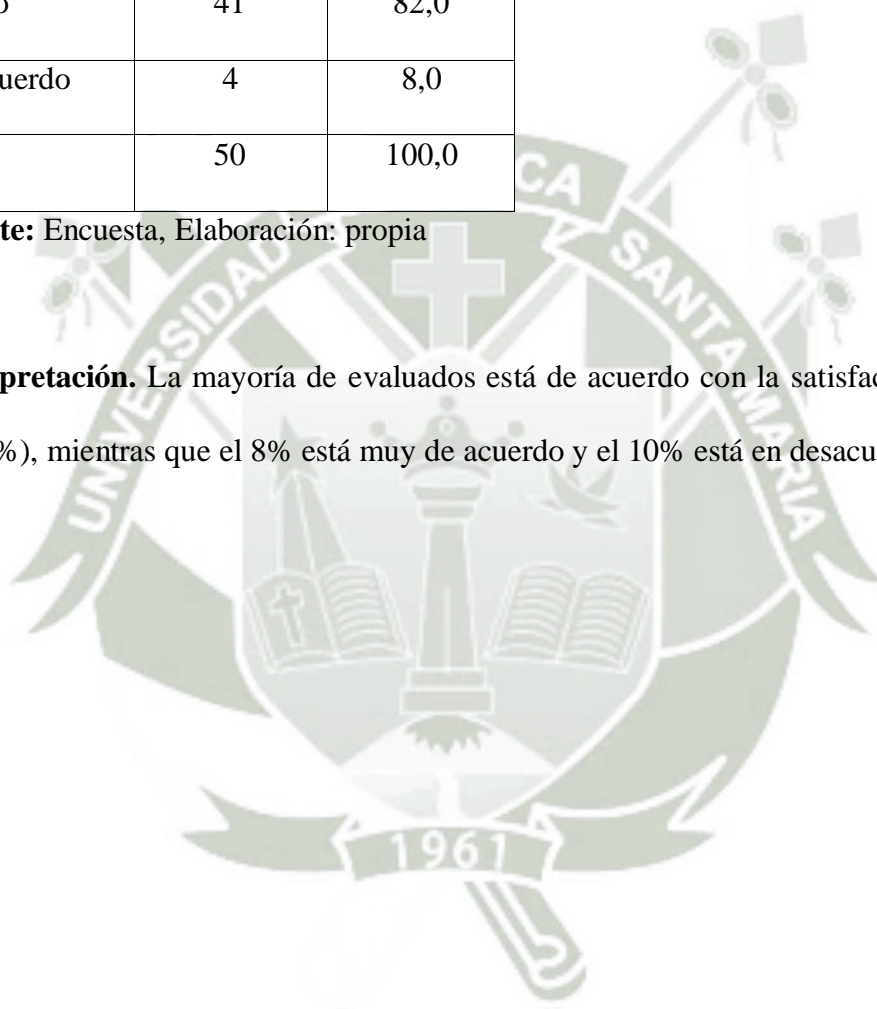 41 82,0
uerdo 4 8,0
50 100,0
te: Encuesta, Elaboración: propia
pretación. La mayoría de evaluados está de acuerdo con la satisfac
%), mientras que el 8% está muy de acuerdo y el 10% está en desacu
UNIVERSIDAD CA SANTA MARIA
1961